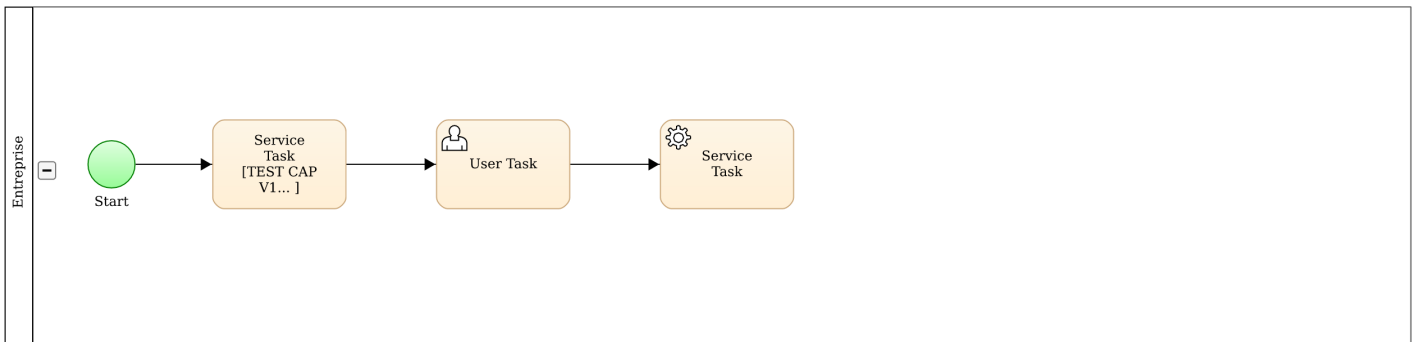 Entreprise
Start
Service
Task
[TEST CAP
V1... ]
User Task
Service
Task